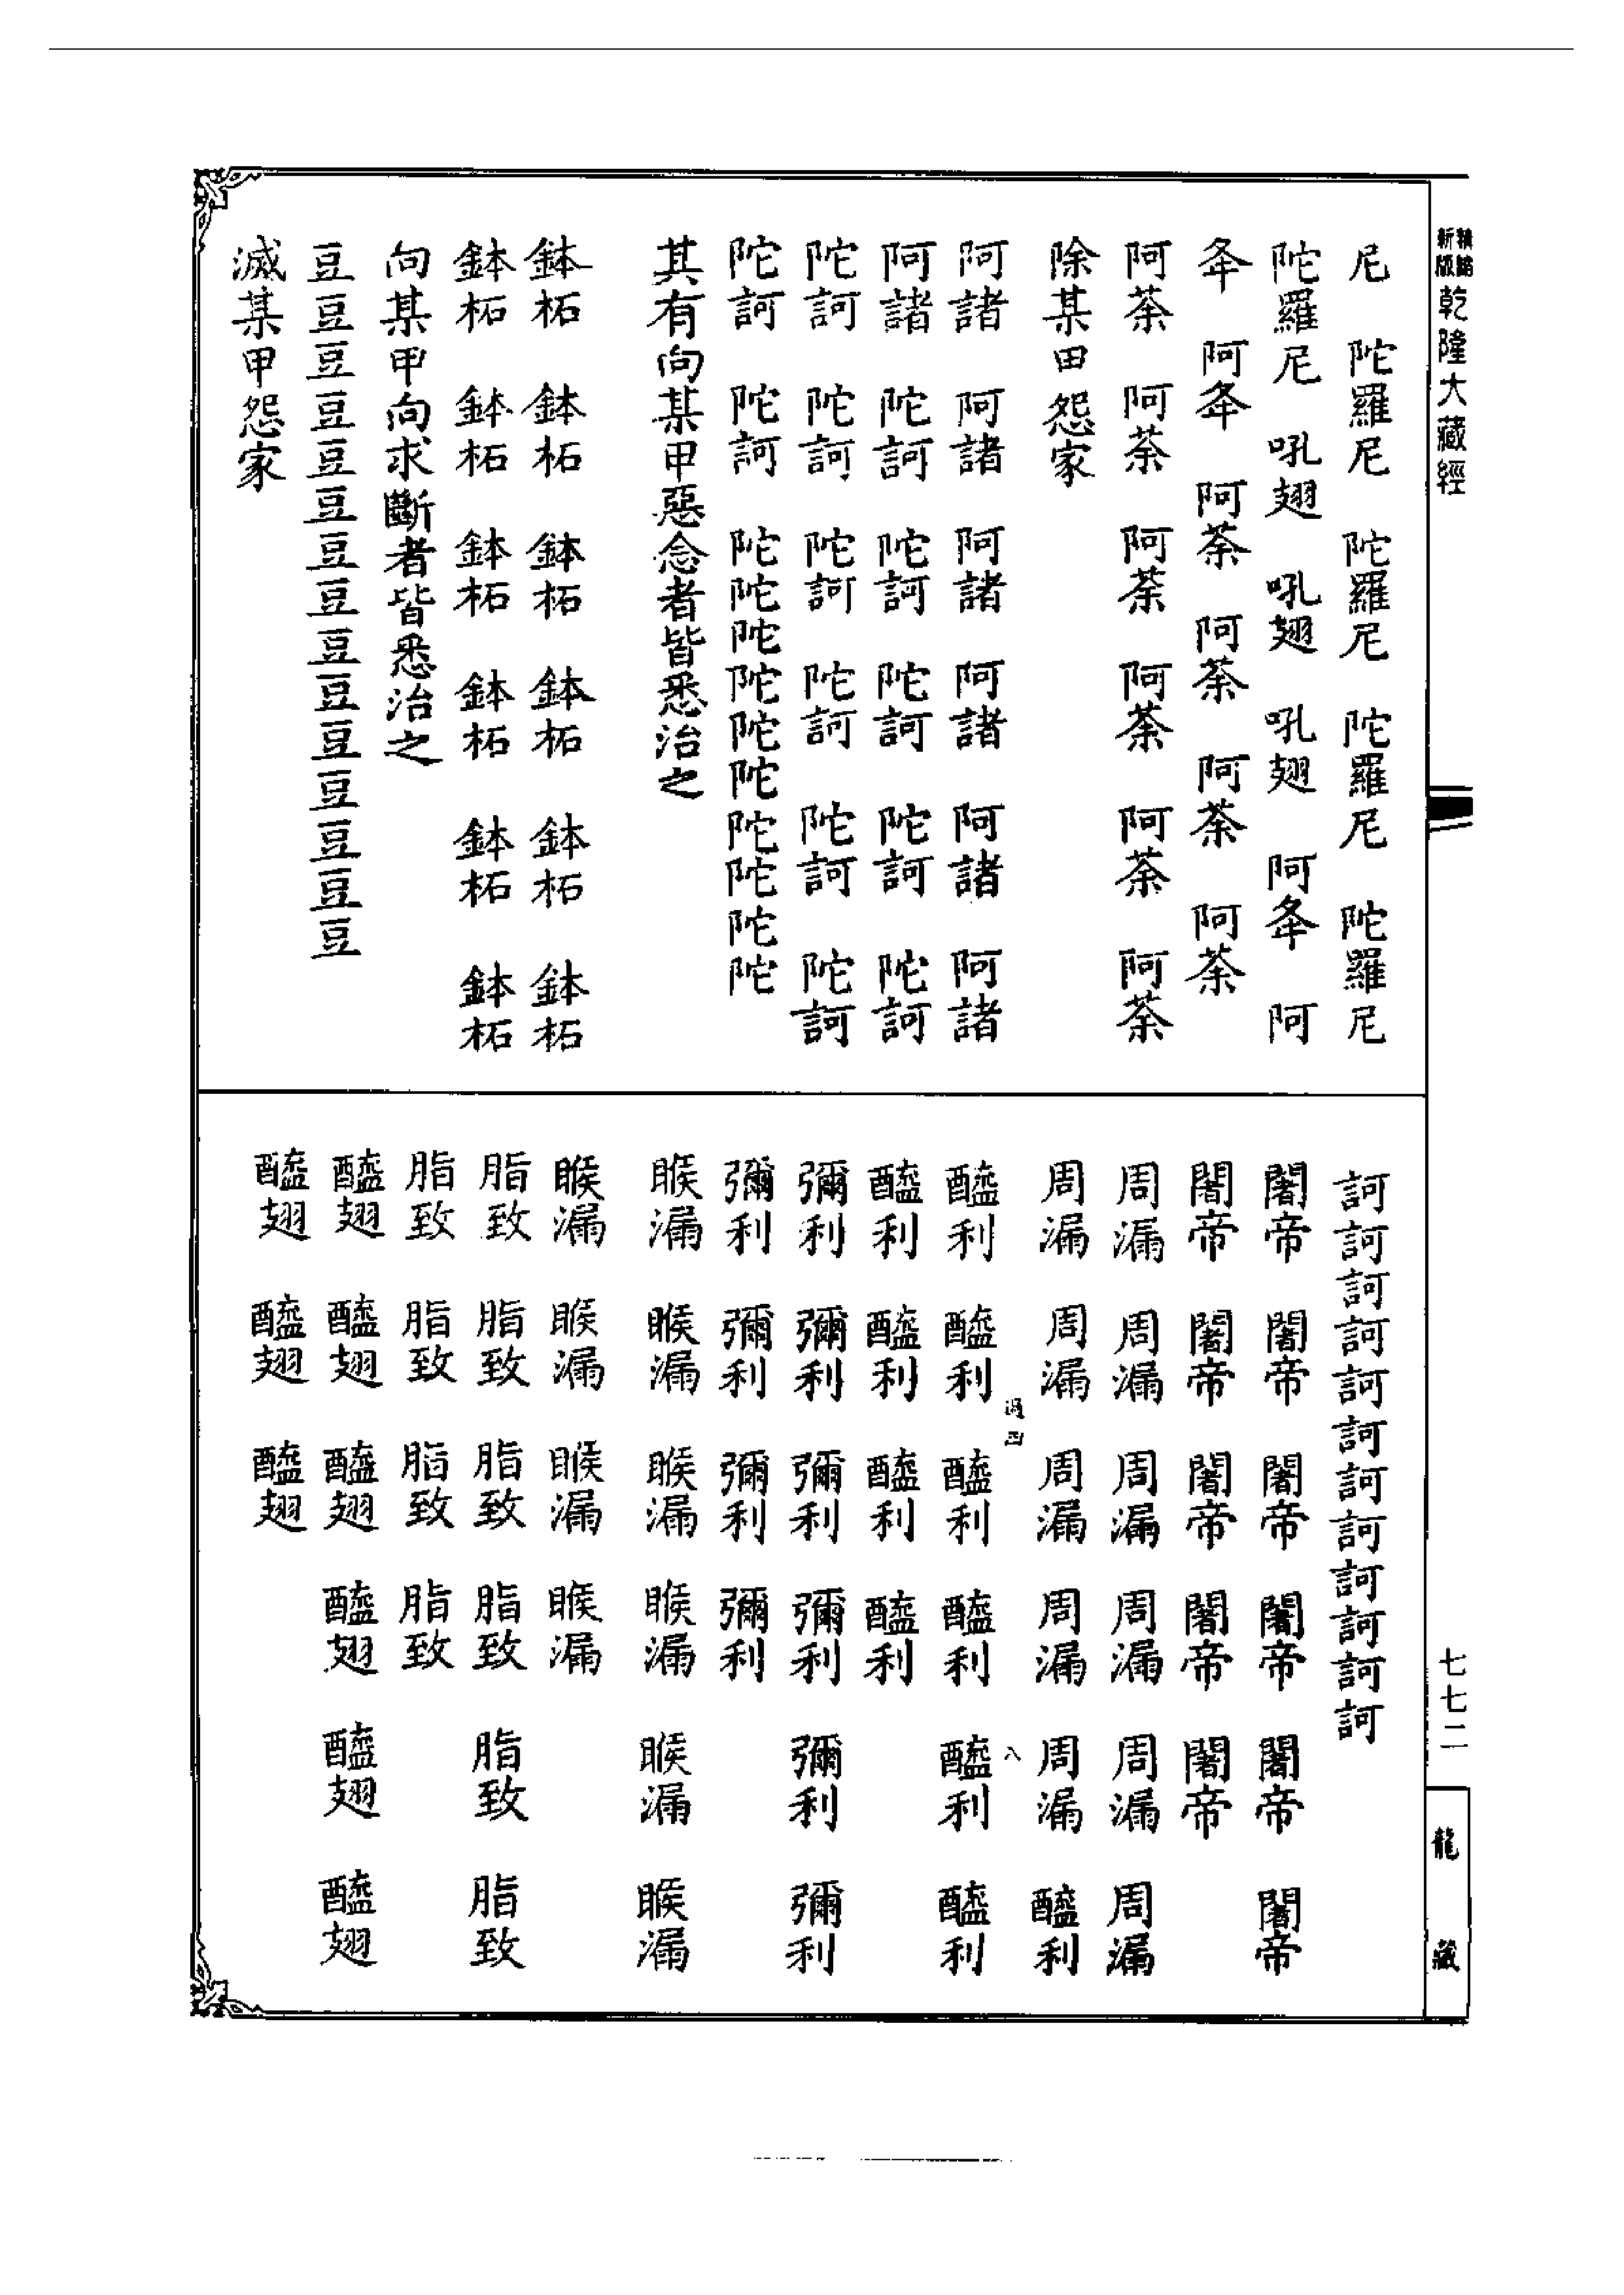 新版
乾隆大藏經
尼　陀羅尼　陀羅尼　陀羅尼　陀羅尼
陀羅尼　吼翅　吼翅　吼翅　阿夅　阿
夅　阿夅　阿荼　阿荼　阿荼　阿荼
阿荼　阿荼　阿荼　阿荼　阿荼　阿荼
除某甲怨家
阿諸　阿諸　阿諸　阿諸　阿諸　阿諸
阿諸　陀訶　陀訶　陀訶　陀訶　陀訶
陀訶　陀訶　陀訶　陀訶　陀訶　陀訶
陀訶　陀訶　陀陀陀陀陀陀陀陀陀陀
其有向某甲惡念者皆悉治之
鉢柘　鉢柘　鉢柘　鉢柘　鉢柘　鉢柘
鉢柘　鉢柘　鉢柘　鉢柘　鉢柘　鉢柘
向某甲向求斷者皆悉治之
豆豆豆豆豆豆豆豆豆豆豆豆豆豆豆
滅某甲怨家
訶訶訶訶訶訶訶訶訶訶訶訶
闍帝　闍帝　闍帝　闍帝　闍帝　闍帝
闍帝　闍帝　闍帝　闍帝　闍帝
周漏　周漏　周漏　周漏　周漏　周漏
周漏　周漏　周漏　周漏　周漏　醯利
八
醯利　醯利　醯利　醯利　醯利　醯利
醯利　醯利　醯利　醯利
彌利　彌利　彌利　彌利　彌利　彌利
彌利　彌利　彌利　彌利
睺漏　睺漏　睺漏　睺漏　睺漏　睺漏
睺漏　睺漏　睺漏　睺漏
脂致　脂致　脂致　脂致　脂致　脂致
脂致　脂致　脂致　脂致
醯翅　醯翅　醯翅　醯翅　醯翅　醯翅
醯翅　醯翅　醯翅
七七二
龍藏